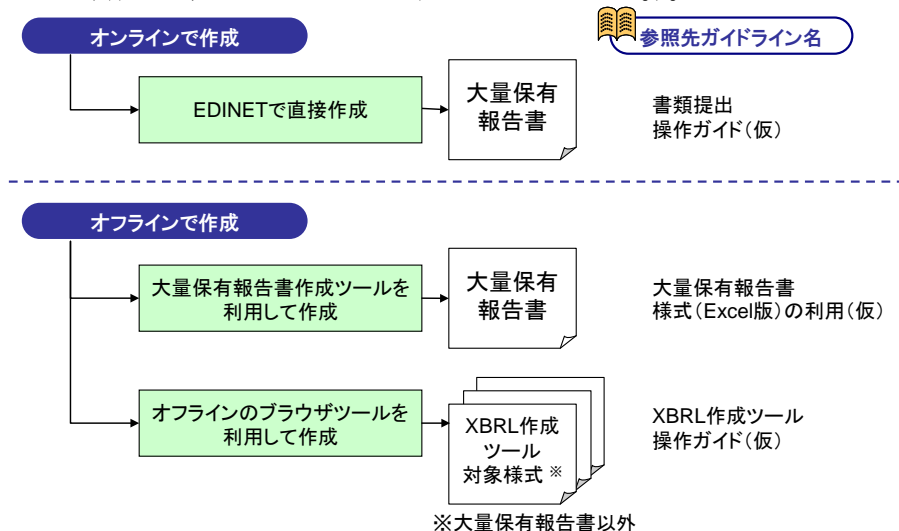 オンラインで作成
参照先ガイドライン名
EDINETで直接作成
大量保有
報告書
書類提出
操作ガイド（仮）
オフラインで作成
大量保有報告書作成ツールを
利用して作成
大量保有
報告書
大量保有報告書
様式（Excel版）の利用（仮）
オフラインのブラウザツールを
利用して作成
XBRL作成
ツール
対象様式 ※
XBRL作成ツール
操作ガイド（仮）
※大量保有報告書以外